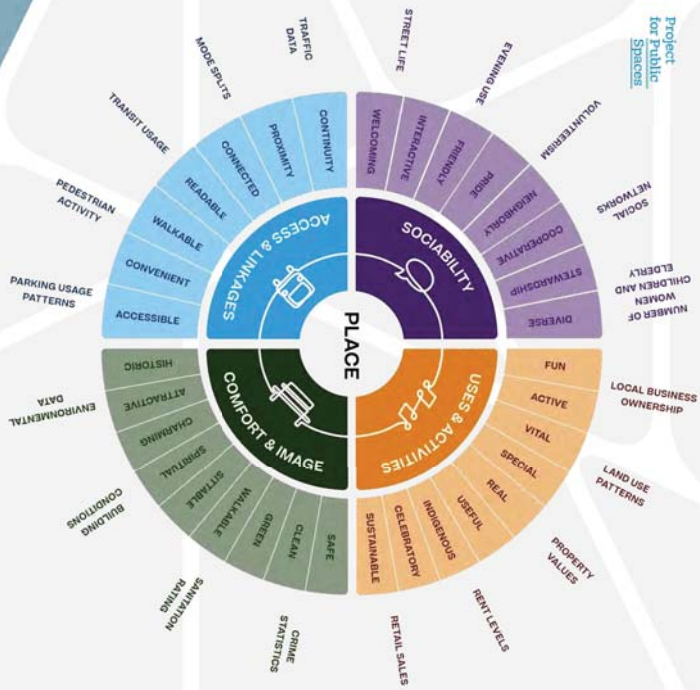 Project
for Public
Spaces
PLACE
SOCIABILITY
WELCOMING
INTERACTIVE
FRIENDLY
PRIDE
NEIGHBORLY
COOPERATIVE
STEWARDSHIP
DIVERSE
STREET LIFE
EVENING USE
VOLUNTEERISM
SOCIAL
NETWORKS
NUMBER OF
WOMEN
CHILDREN AND
ELDERLY
USES & ACTIVITIES
FUN
ACTIVE
VITAL
SPECIAL
REAL
USEFUL
INDIGENOUS
CELEBRATORY
SUSTAINABLE
LOCAL BUSINESS
OWNERSHIP
LAND USE
PATTERNS
PROPERTY
VALUES
RENT LEVELS
RETAIL SALES
COMFORT & IMAGE
SAFE
CLEAN
GREEN
WALKABLE
SITTABLE
SPIRITUAL
CHARMING
ATTRACTIVE
HISTORIC
CRIME
STATISTICS
SANITATION
RATING
BUILDING
CONDITIONS
ENVIRONMENTAL
DATA
ACCESS & LINKAGES
ACCESSIBLE
CONVENIENT
WALKABLE
READABLE
CONNECTED
PROXIMITY
CONTINUITY
PARKING USAGE
PATTERNS
PEDESTRIAN
ACTIVITY
TRANSIT USAGE
MODE SPLITS
TRAFFIC
DATA